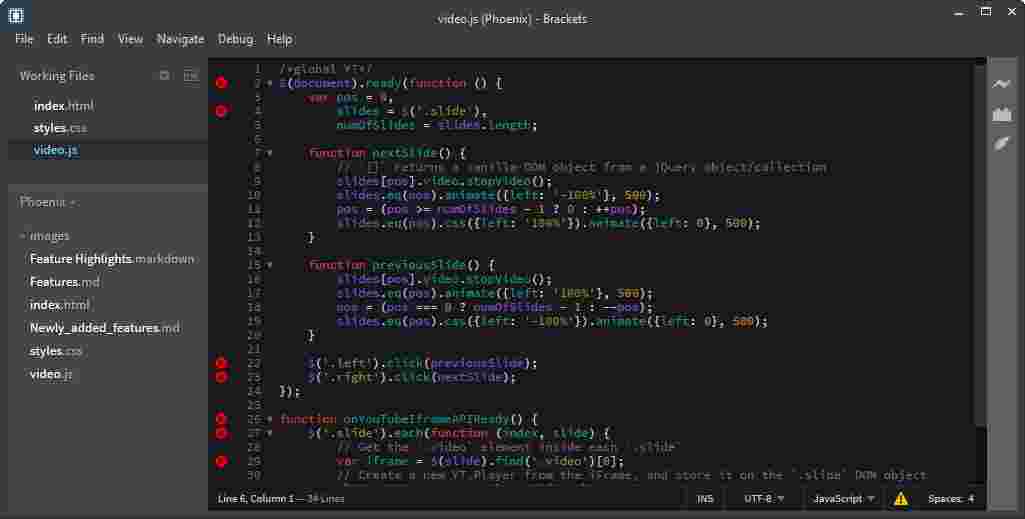 video.js (Phoenix) - Brackets
File Edit Find View Navigate Debug Help
Working Files
index.html
styles.css
video.js
Phoenix
images
Feature Highlights.markdown
Features.md
index.html
Newly_added_features.md
styles.css
video.js
1 /*global YT*/
2 $(document).ready(function () {
3 var pos = 0,
4 slides = $('.slide'),
5 numOfSlides = slides.length;
6
7 function nextSlide() {
8 // `[]` returns a vanilla DOM object from a jQuery object/collection
9 slides[pos].video.stopVideo();
10 slides.eq(pos).animate({left: '-100%'}, 500);
11 pos = (pos >= numOfSlides - 1 ? 0 : ++pos);
12 slides.eq(pos).css({left: '100%'}).animate({left: 0}, 500);
13 }
14
15 function previousSlide() {
16 slides[pos].video.stopVideo();
17 slides.eq(pos).animate({left: '100%'}, 500);
18 pos = (pos === 0 ? numOfSlides - 1 : --pos);
19 slides.eq(pos).css({left: '-100%'}).animate({left: 0}, 500);
20 }
21
22 $('.left').click(previousSlide);
23 $('.right').click(nextSlide);
24 });
25
26 function onYouTubeIframeAPIReady() {
27 $('.slide').each(function (index, slide) {
28 // Get the `.video` element inside each `.slide`
29 var iframe = $(slide).find('.video')[0];
30 // Create a new YT.Player from the iFrame, and store it on the `.slide` DOM object
Line 6, Column 1 — 34 Lines INS UTF-8 JavaScript Spaces: 4